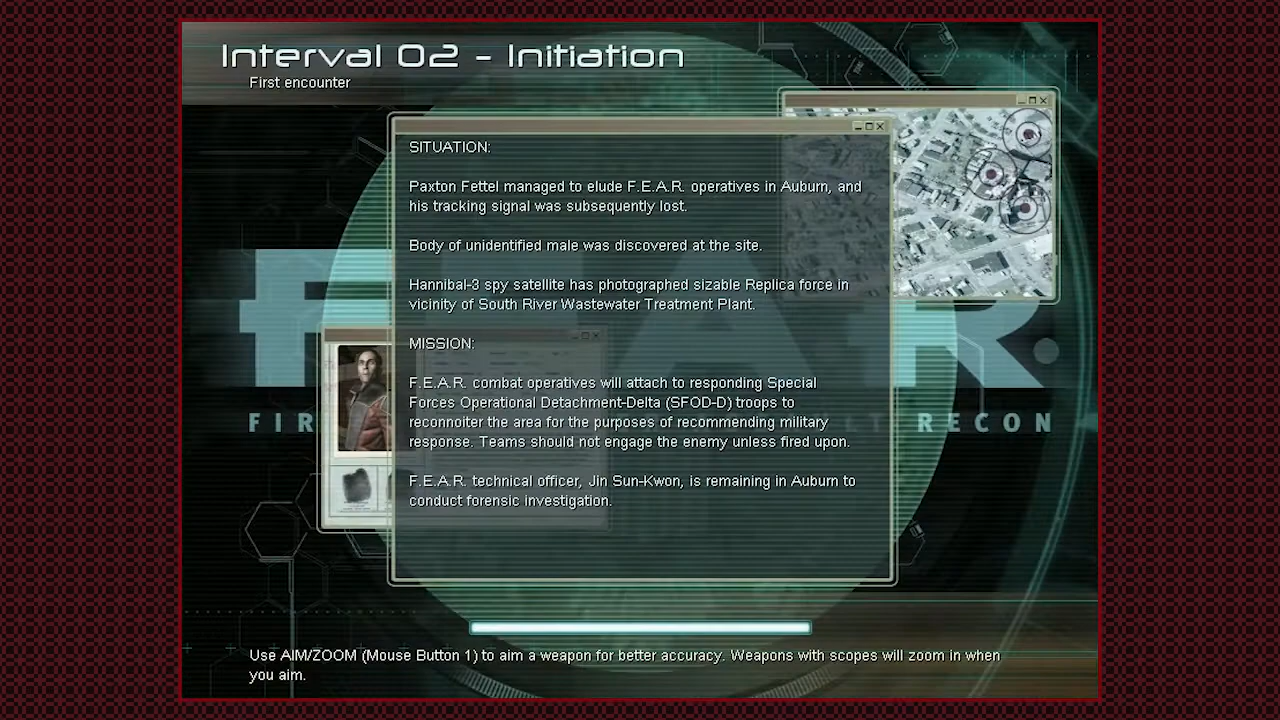 Interval 02 - Initiation
First encounter
SITUATION:
Paxton Fettel managed to elude F.E.A.R. operatives in Auburn, and
his tracking signal was subsequently lost.
Body of unidentified male was discovered at the site.
Hannibal-3 spy satellite has photographed sizable Replica force in
vicinity of South River Wastewater Treatment Plant.
MISSION:
F.E.A.R. combat operatives will attach to responding Special
Forces Operational Detachment-Delta (SFOD-D) troops to
reconnoiter the area for the purposes of recommending military
response. Teams should not engage the enemy unless fired upon.
F.E.A.R. technical officer, Jin Sun-Kwon, is remaining in Auburn to
conduct forensic investigation.
RECON
Use AIM/ZOOM (Mouse Button 1) to aim a weapon for better accuracy. Weapons with scopes will zoom in when
you aim.